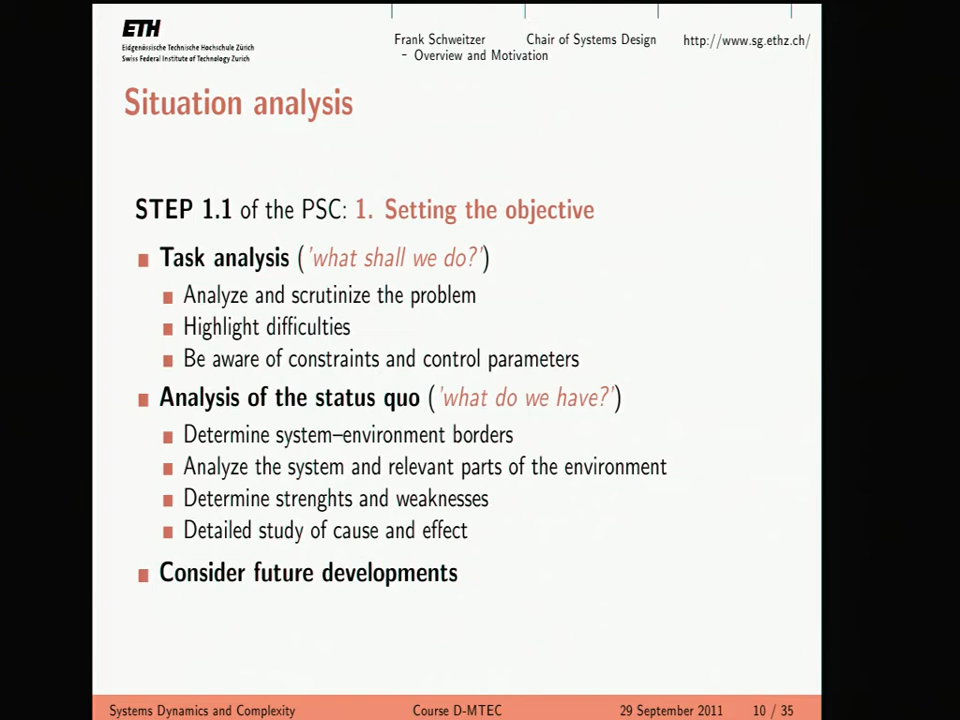 ETH
Eidgenössische Technische Hochschule Zürich
Swiss Federal Institute of Technology Zurich
Frank Schweitzer Chair of Systems Design http://www.sg.ethz.ch/
– Overview and Motivation
Situation analysis
STEP 1.1 of the PSC: 1. Setting the objective
Task analysis ('what shall we do?')
Analyze and scrutinize the problem
Highlight difficulties
Be aware of constraints and control parameters
Analysis of the status quo ('what do we have?')
Determine system–environment borders
Analyze the system and relevant parts of the environment
Determine strenghts and weaknesses
Detailed study of cause and effect
Consider future developments
Systems Dynamics and Complexity Course D-MTEC 29 September 2011 10 / 35